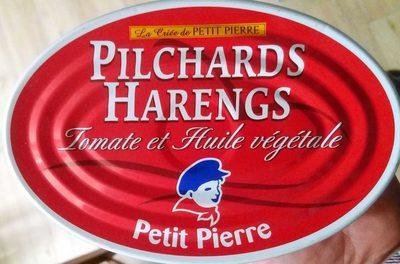 La Criée de PETIT PIERRE
PILCHARDS
HARENGS
Tomate et Huile végétale
Petit Pierre